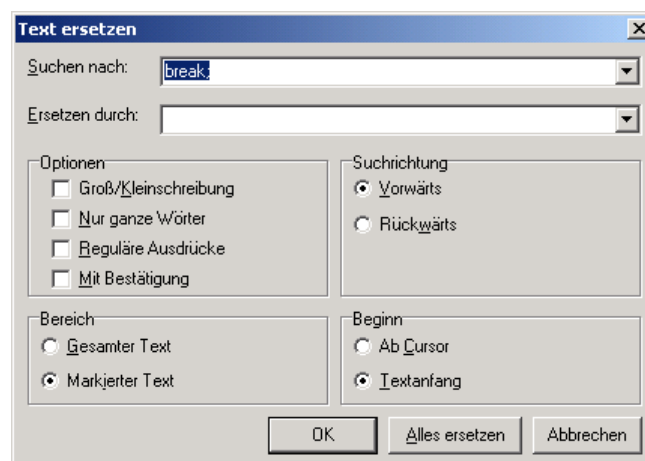 Text ersetzen
Suchen nach: break;
Ersetzen durch:
Optionen
Groß/Kleinschreibung
Nur ganze Wörter
Reguläre Ausdrücke
Mit Bestätigung
Suchrichtung
Vorwärts
Rückwärts
Bereich
Gesamter Text
Markierter Text
Beginn
Ab Cursor
Textanfang
OK
Alles ersetzen
Abbrechen